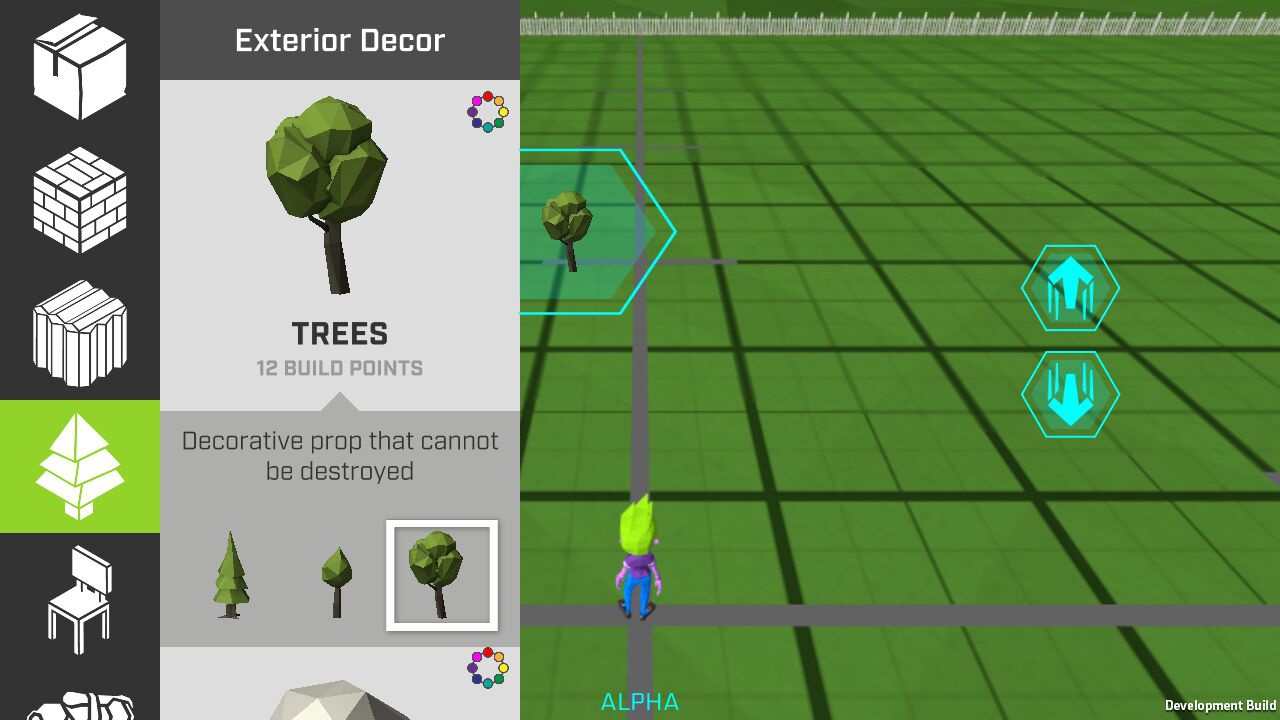 Exterior Decor
TREES
12 BUILD POINTS
Decorative prop that cannot
be destroyed
ALPHA
Development Build